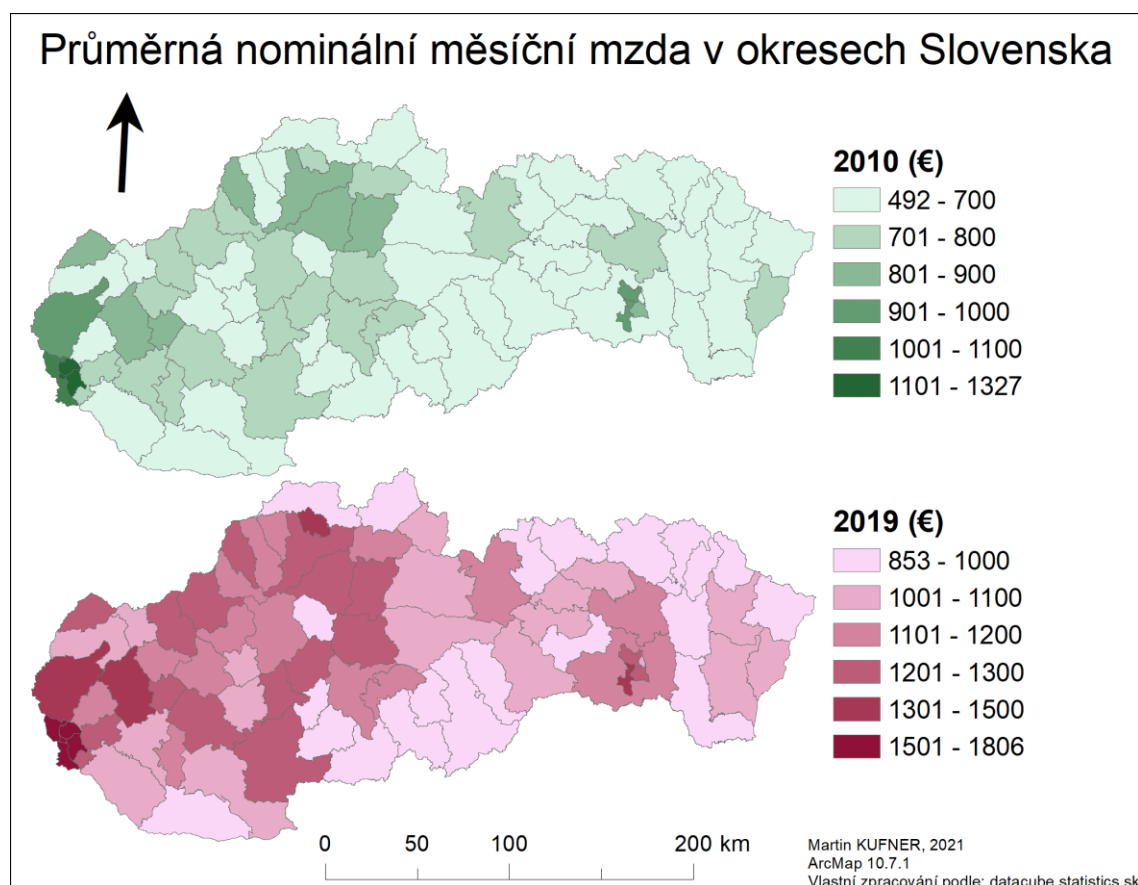 Průměrná nominální měsíční mzda v okresech Slovenska
2010 (€)
492 - 700
701 - 800
801 - 900
901 - 1000
1001 - 1100
1101 - 1327
2019 (€)
853 - 1000
1001 - 1100
1101 - 1200
1201 - 1300
1301 - 1500
1501 - 1806
0 50 100 200 km
Martin KUFNER, 2021
ArcMap 10.7.1
Vlastní zpracování podle: datacube.statistics.sk